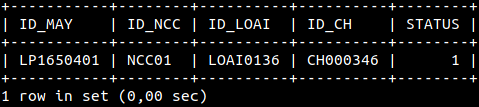 +-----------+--------+----------+----------+--------+
| ID_MAY    | ID_NCC | ID_LOAI  | ID_CH    | STATUS |
+-----------+--------+----------+----------+--------+
| LP1650401 | NCC01  | LOAI0136 | CH000346 |      1 |
+-----------+--------+----------+----------+--------+
1 row in set (0,00 sec)